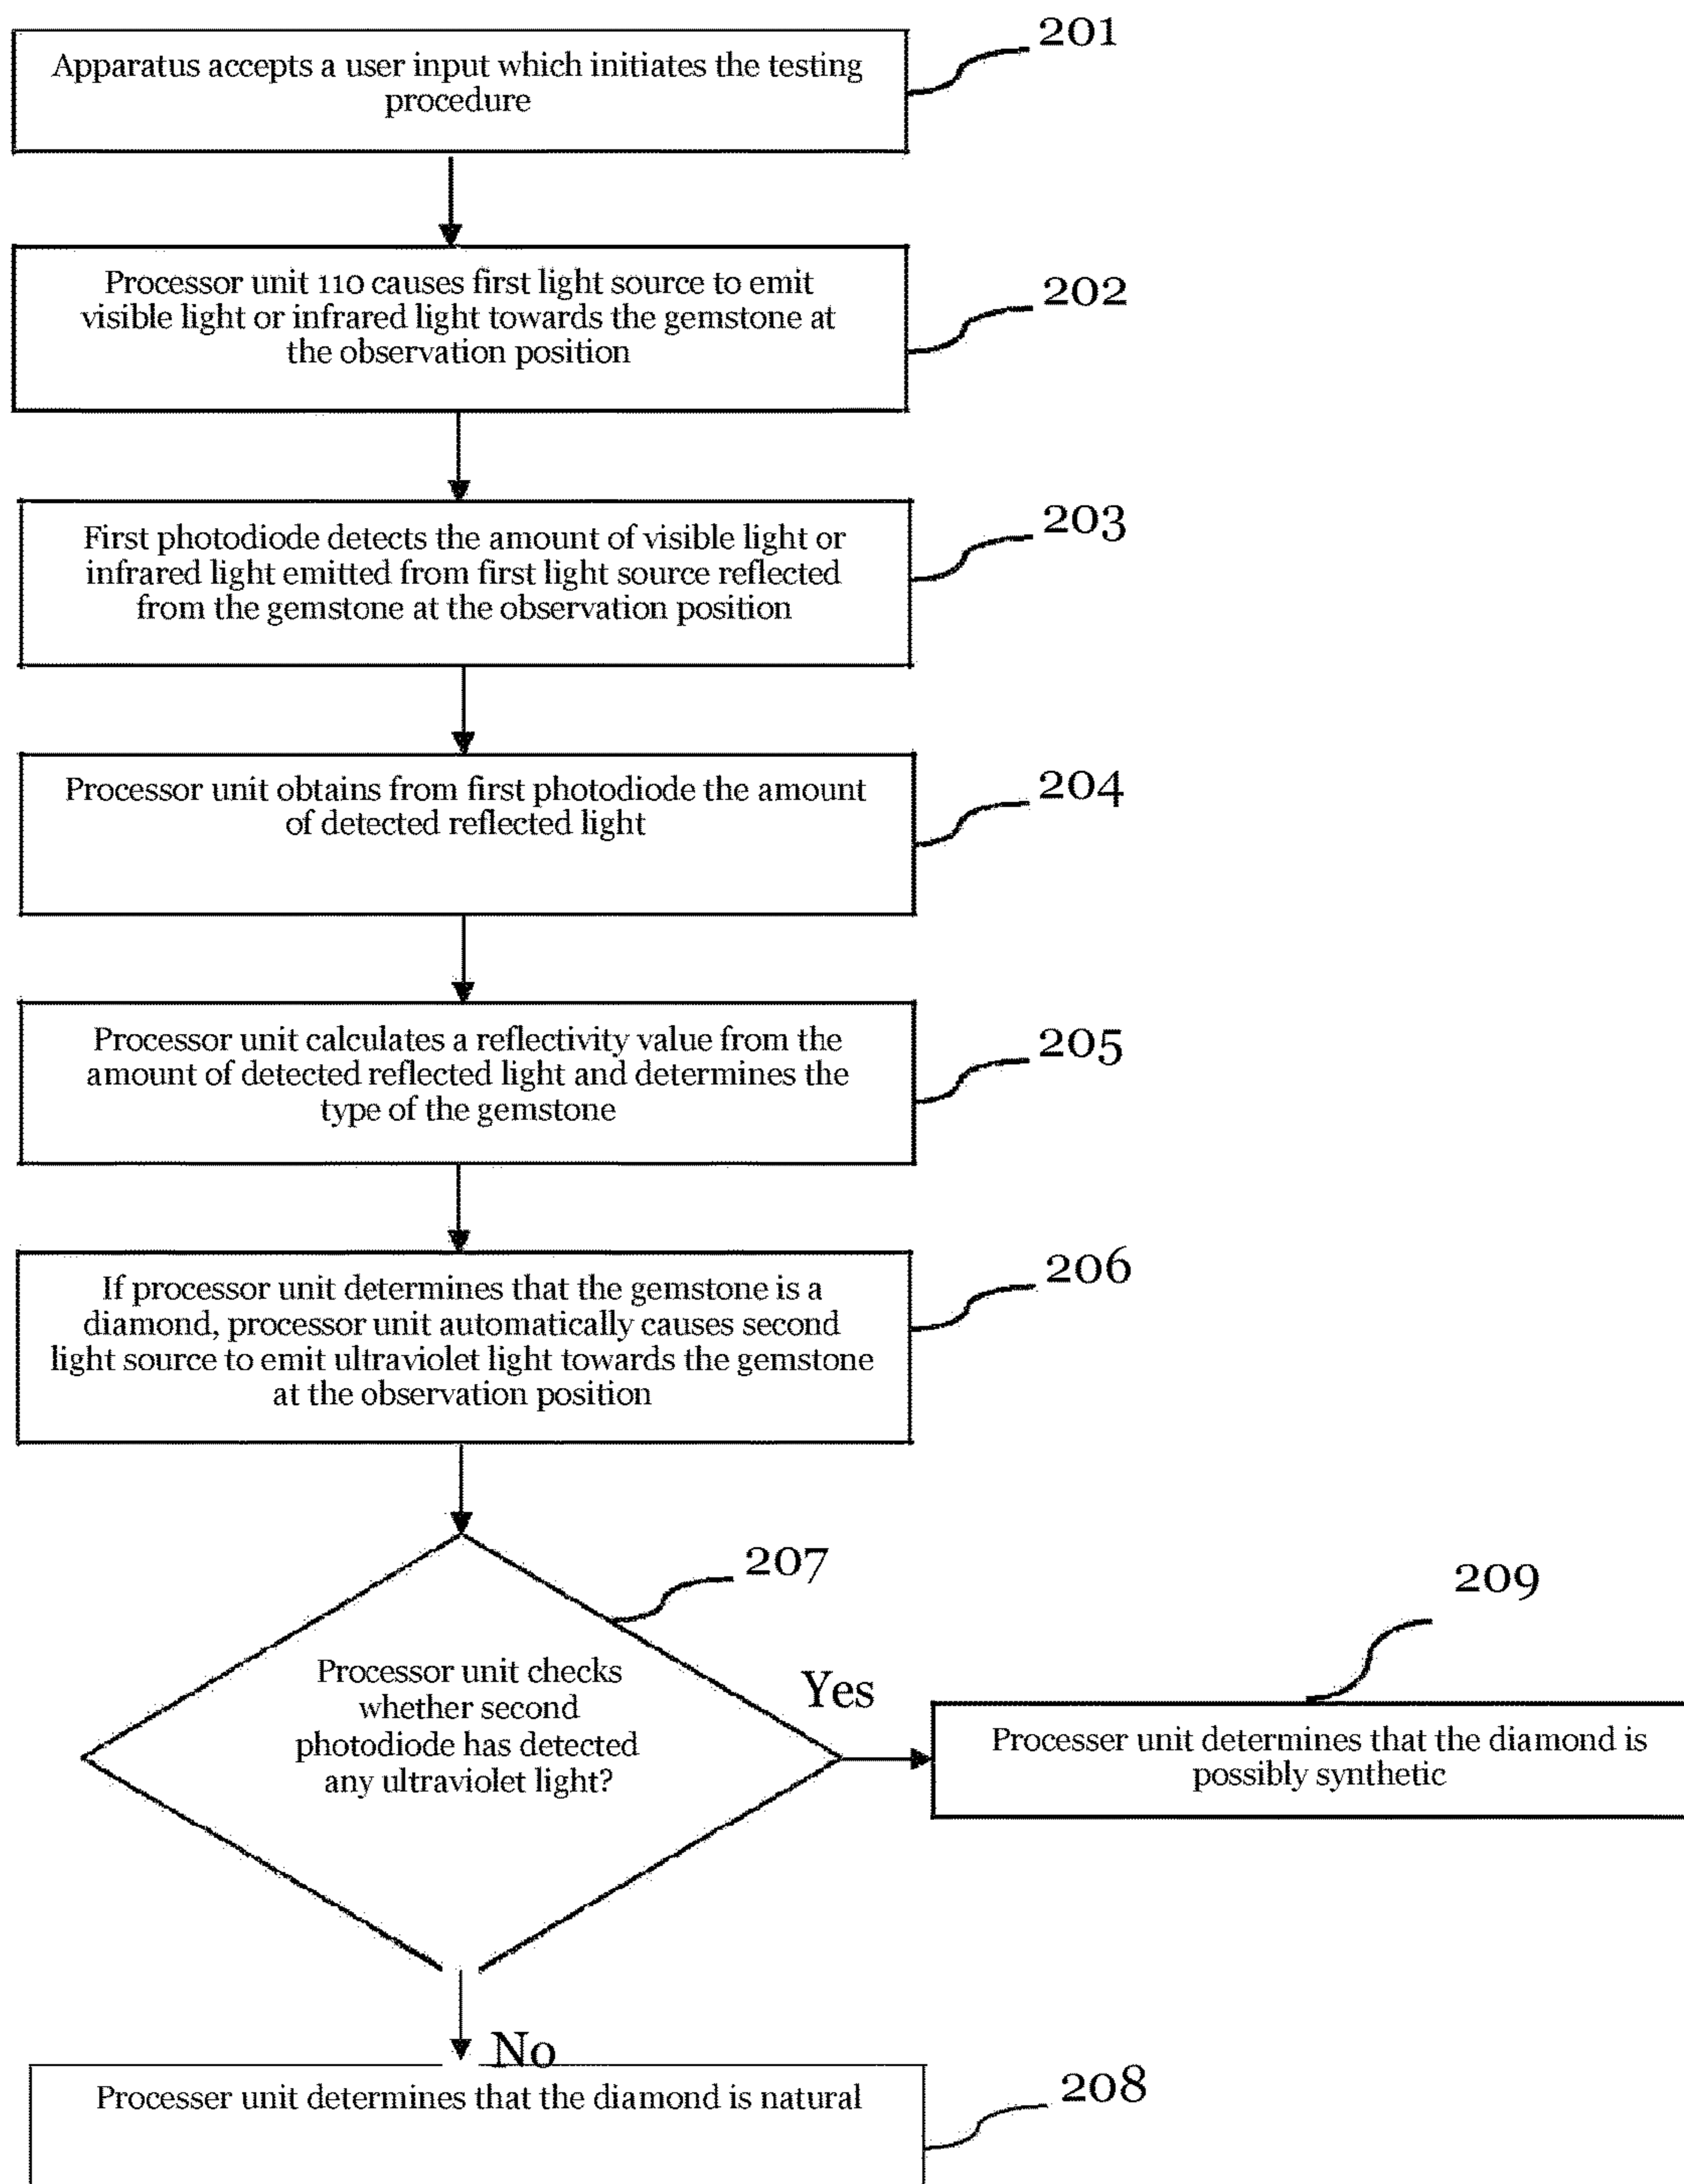 201
Apparatus accepts a user input which initiates the testing
procedure
202
Processor unit 110 causes first light source to emit
visible light or infrared light towards the gemstone at
the observation position
203
First photodiode detects the amount of visible light or
infrared light emitted from first light source reflected
from the gemstone at the observation position
204
Processor unit obtains from first photodiode the amount
of detected reflected light
205
Processor unit calculates a reflectivity value from the
amount of detected reflected light and determines the
type of the gemstone
206
If processor unit determines that the gemstone is a
diamond, processor unit automatically causes second
light source to emit ultraviolet light towards the gemstone
at the observation position
207
Processor unit checks
whether second
photodiode has detected
any ultraviolet light?
Yes
209
Processer unit determines that the diamond is
possibly synthetic
No
208
Processer unit determines that the diamond is natural